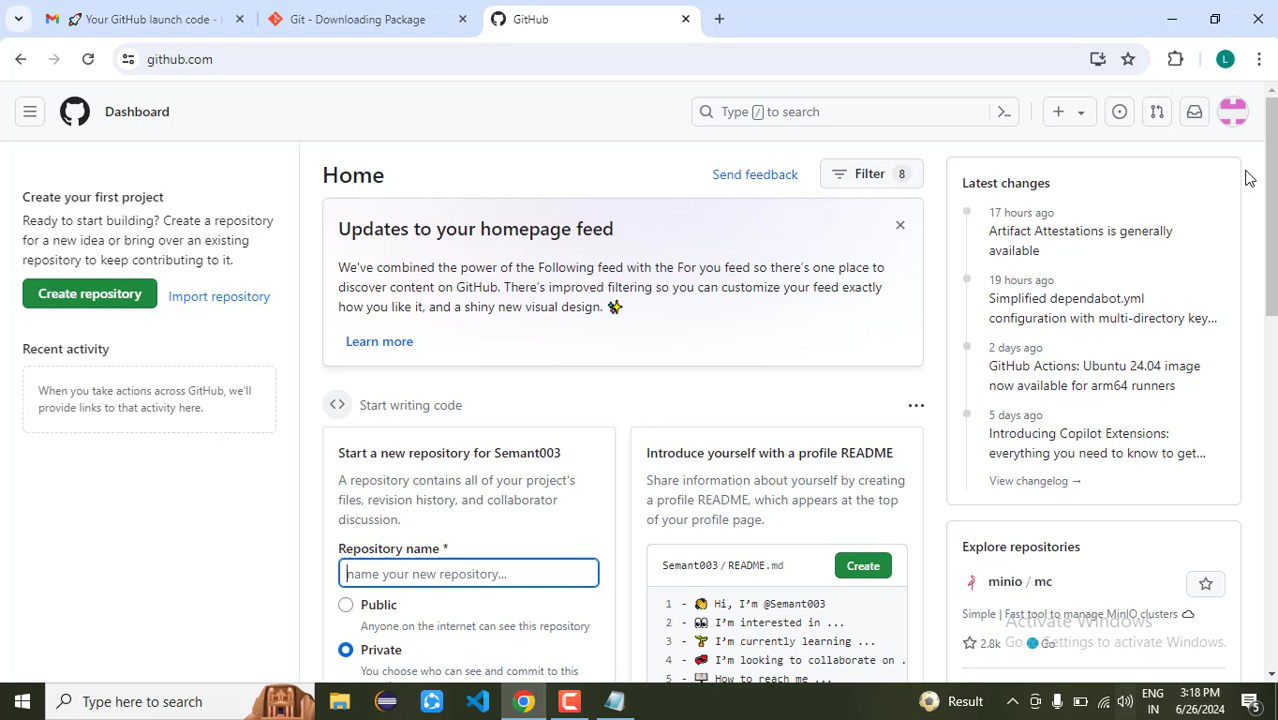 Your GitHub launch code -
Git - Downloading Package
GitHub
github.com
L
Dashboard
Type / to search
Create your first project
Ready to start building? Create a repository
for a new idea or bring over an existing
repository to keep contributing to it.
Create repository
Import repository
Recent activity
When you take actions across GitHub, we'll
provide links to that activity here.
Home
Send feedback
Filter 8
Updates to your homepage feed
We've combined the power of the Following feed with the For you feed so there's one place to
discover content on GitHub. There's improved filtering so you can customize your feed exactly
how you like it, and a shiny new visual design. ✨
Learn more
Start writing code
Start a new repository for Semant003
A repository contains all of your project's
files, revision history, and collaborator
discussion.
Repository name *
name your new repository...
Public
Anyone on the internet can see this repository
Private
You choose who can see and commit to this
Introduce yourself with a profile README
Share information about yourself by creating
a profile README, which appears at the top
of your profile page.
Semant003 / README.md
Create
1 - 👋 Hi, I'm @Semant003
2 - 👀 I'm interested in ...
3 - 🌱 I'm currently learning ...
4 - 💞️ I'm looking to collaborate on .
5 - 📫 How to reach me ...
Latest changes
17 hours ago
Artifact Attestations is generally
available
19 hours ago
Simplified dependabot.yml
configuration with multi-directory key...
2 days ago
GitHub Actions: Ubuntu 24.04 image
now available for arm64 runners
5 days ago
Introducing Copilot Extensions:
everything you need to know to get...
View changelog →
Explore repositories
minio / mc
Simple | Fast tool to manage MinIO clusters
2.8k Go
Activate Windows
Go to Settings to activate Windows.
Type here to search
Result
ENG
IN
3:18 PM
6/26/2024
5